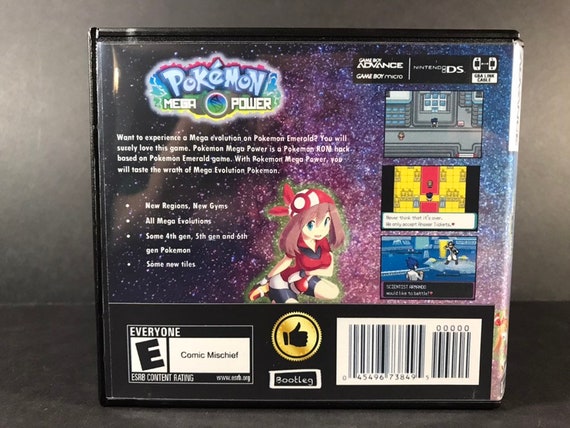 POKéMON
MEGA POWER
GAME BOY
ADVANCE
GAME BOY micro
NINTENDO DS
GBA LINK
CABLE
Want to experience a Mega evolution on Pokemon Emerald? You will
surely love this game. Pokemon Mega Power is a Pokemon ROM hack
based on Pokemon Emerald game. With Pokemon Mega Power, you
will taste the wrath of Mega Evolution Pokemon.
• New Regions, New Gyms
• All Mega Evolutions
• Some 4th gen, 5th gen and 6th
gen Pokemon
• Some new tiles
Never think that it's over.
We only accept Answer Tickets.
SCIENTIST ARMANDO
would like to battle!
EVERYONE
E
Comic Mischief
ESRB CONTENT RATING www.esrb.org
Bootleg
00000
0 45496 73849 5